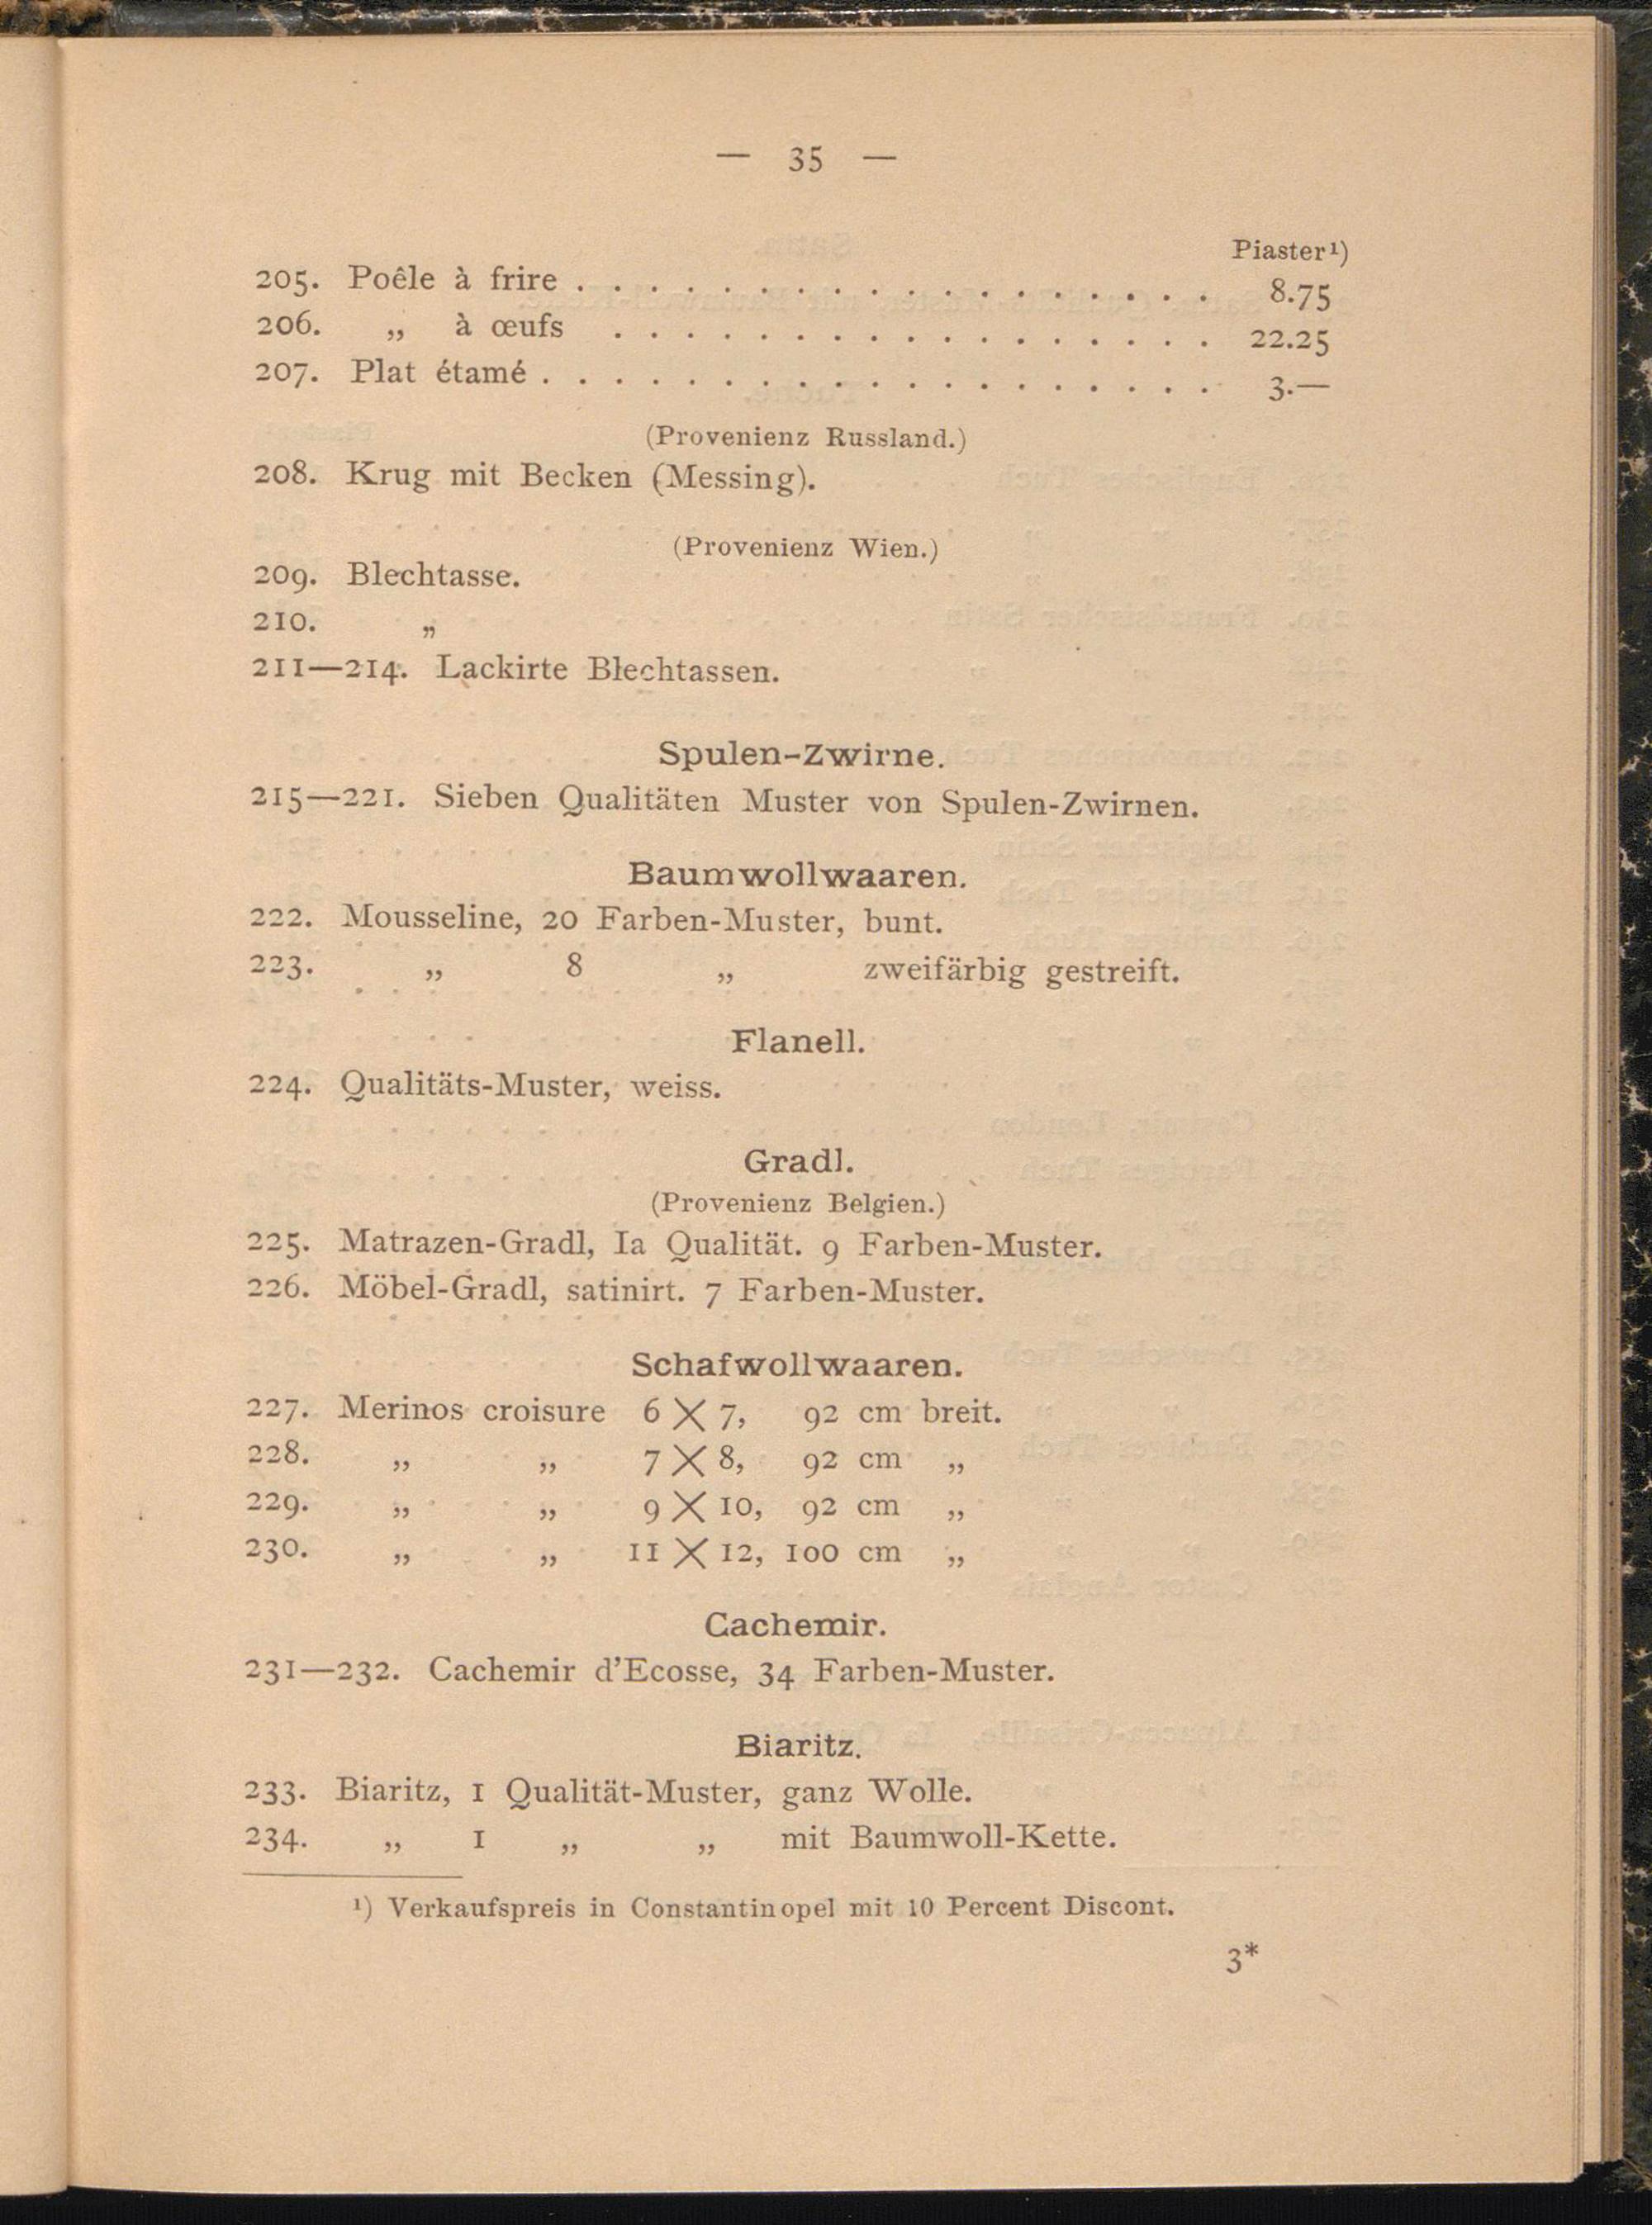 — 35 —
Piaster¹)
205. Poêle à frire . . . . . . . . . . . . . . . . . . 8.75
206. „ à œufs . . . . . . . . . . . . . . . . . 22.25
207. Plat étamé . . . . . . . . . . . . . . . . . . . 3.—
(Provenienz Russland.)
208. Krug mit Becken (Messing).
(Provenienz Wien.)
209. Blechtasse.
210. „
211—214. Lackirte Blechtassen.
Spulen-Zwirne.
215—221. Sieben Qualitäten Muster von Spulen-Zwirnen.
Baumwollwaaren.
222. Mousseline, 20 Farben-Muster, bunt.
223. „ 8 „ zweifärbig gestreift.
Flanell.
224. Qualitäts-Muster, weiss.
Gradl.
(Provenienz Belgien.)
225. Matrazen-Gradl, Ia Qualität. 9 Farben-Muster.
226. Möbel-Gradl, satinirt. 7 Farben-Muster.
Schafwollwaaren.
227. Merinos croisure 6 × 7, 92 cm breit.
228. „ „ 7 × 8, 92 cm „
229. „ „ 9 × 10, 92 cm „
230. „ „ 11 × 12, 100 cm „
Cachemir.
231—232. Cachemir d'Ecosse, 34 Farben-Muster.
Biaritz.
233. Biaritz, 1 Qualität-Muster, ganz Wolle.
234. „ 1 „ „ mit Baumwoll-Kette.
¹) Verkaufspreis in Constantinopel mit 10 Percent Discont.
3*